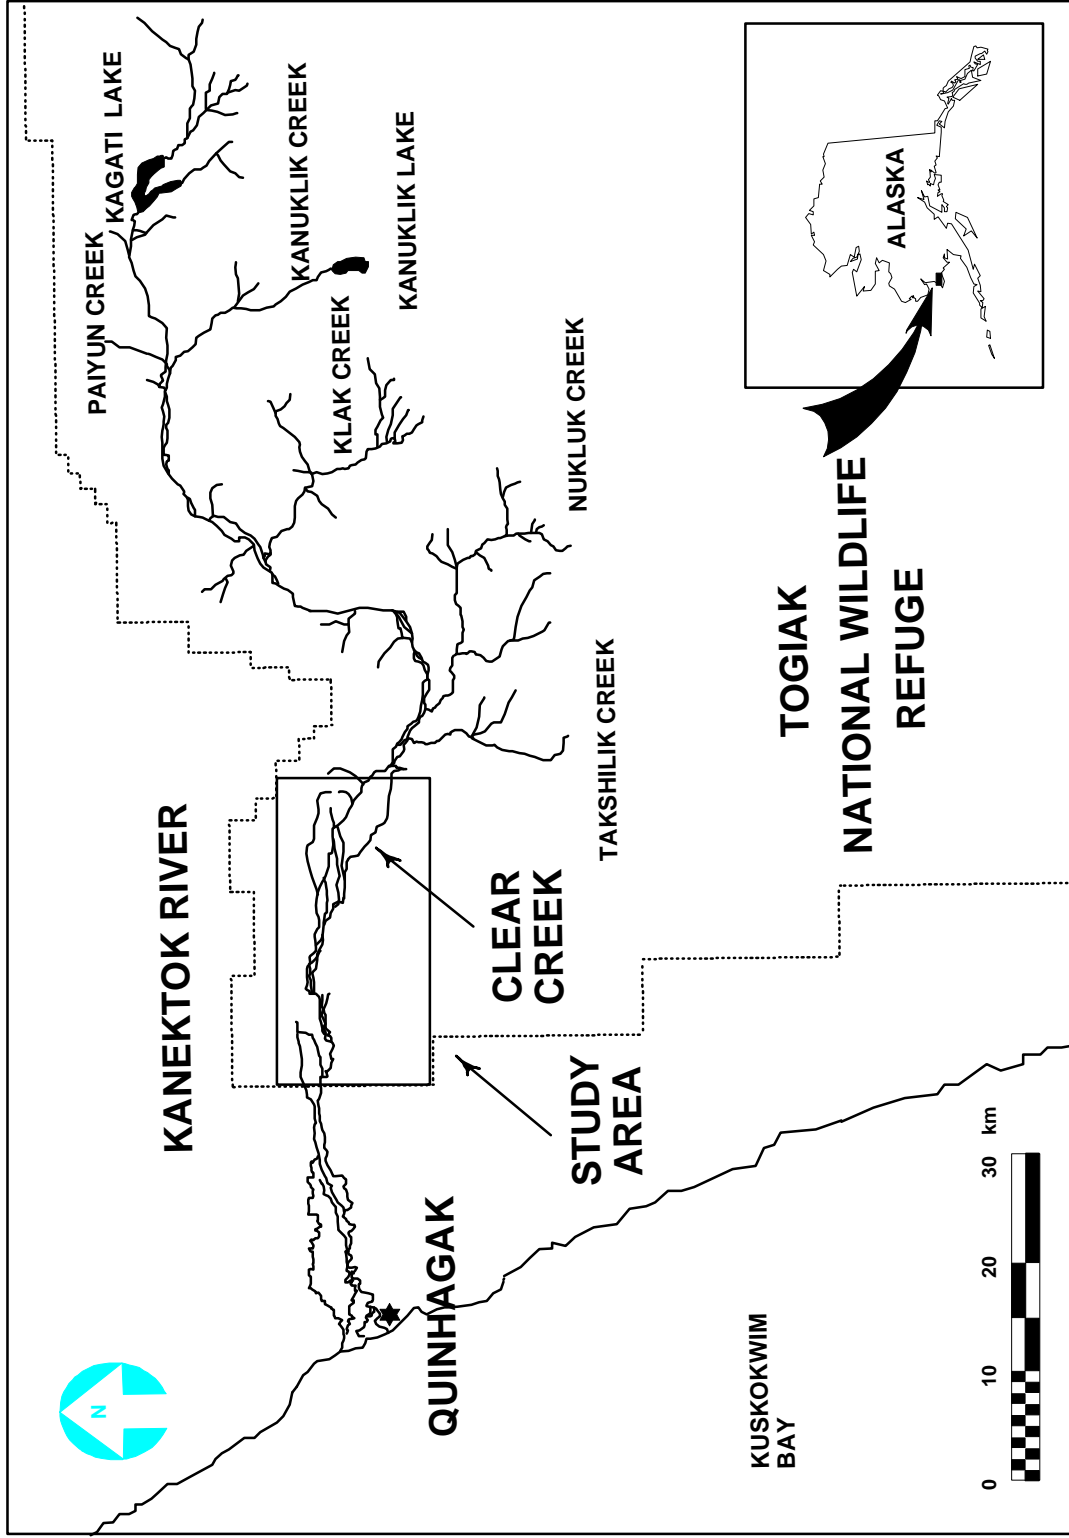 N
KANEKTOK RIVER
PAIYUN CREEK
KAGATI LAKE
KANUKLIK CREEK
KANUKLIK LAKE
KLAK CREEK
NUKLUK CREEK
TAKSHILIK CREEK
CLEAR
CREEK
STUDY
AREA
QUINHAGAK
KUSKOKWIM
BAY
TOGIAK
NATIONAL WILDLIFE
REFUGE
ALASKA
0 10 20 30 km